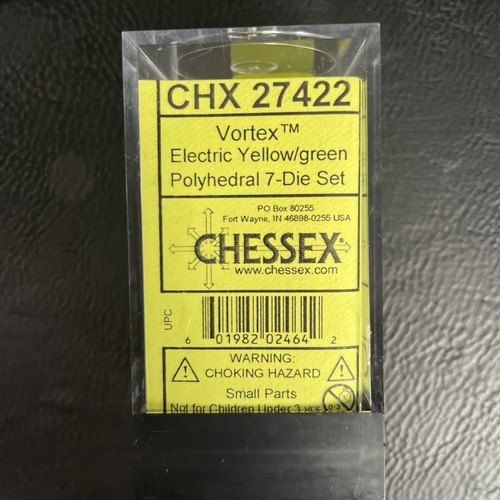 CHX 27422
Vortex™
Electric Yellow/green
Polyhedral 7-Die Set
PO Box 80255
Fort Wayne, IN 46898-0255 USA
CHESSEX®
www.chessex.com
UPC
6 01982 02464 2
WARNING:
CHOKING HAZARD
Small Parts
Not for Children Under 3